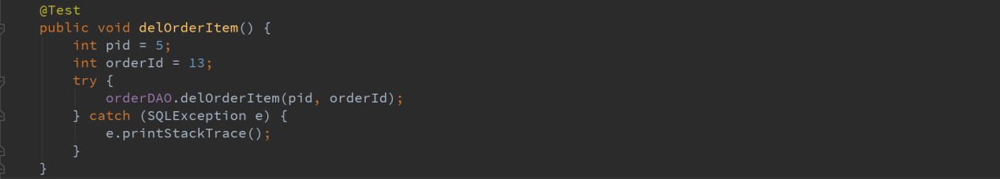 @Test
public void delOrderItem() {
    int pid = 5;
    int orderId = 13;
    try {
        orderDAO.delOrderItem(pid, orderId);
    } catch (SQLException e) {
        e.printStackTrace();
    }
}